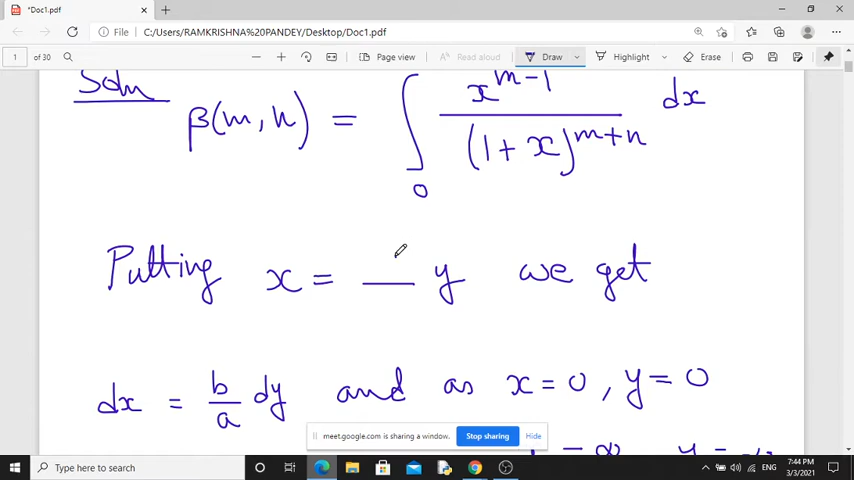 *Doc1.pdf
File
C:/Users/RAMKRISHNA%20PANDEY/Desktop/Doc1.pdf
1 of 30 Page view Read aloud Draw Highlight Erase
Soln
β(m, n) = ∫ x^{m-1} / (1 + x)^{m+n} dx
0
Putting x = __ y we get
dx = b/a dy and as x = 0, y = 0
meet.google.com is sharing a window. Stop sharing Hide
Type here to search
ENG
7:44 PM
3/3/2021